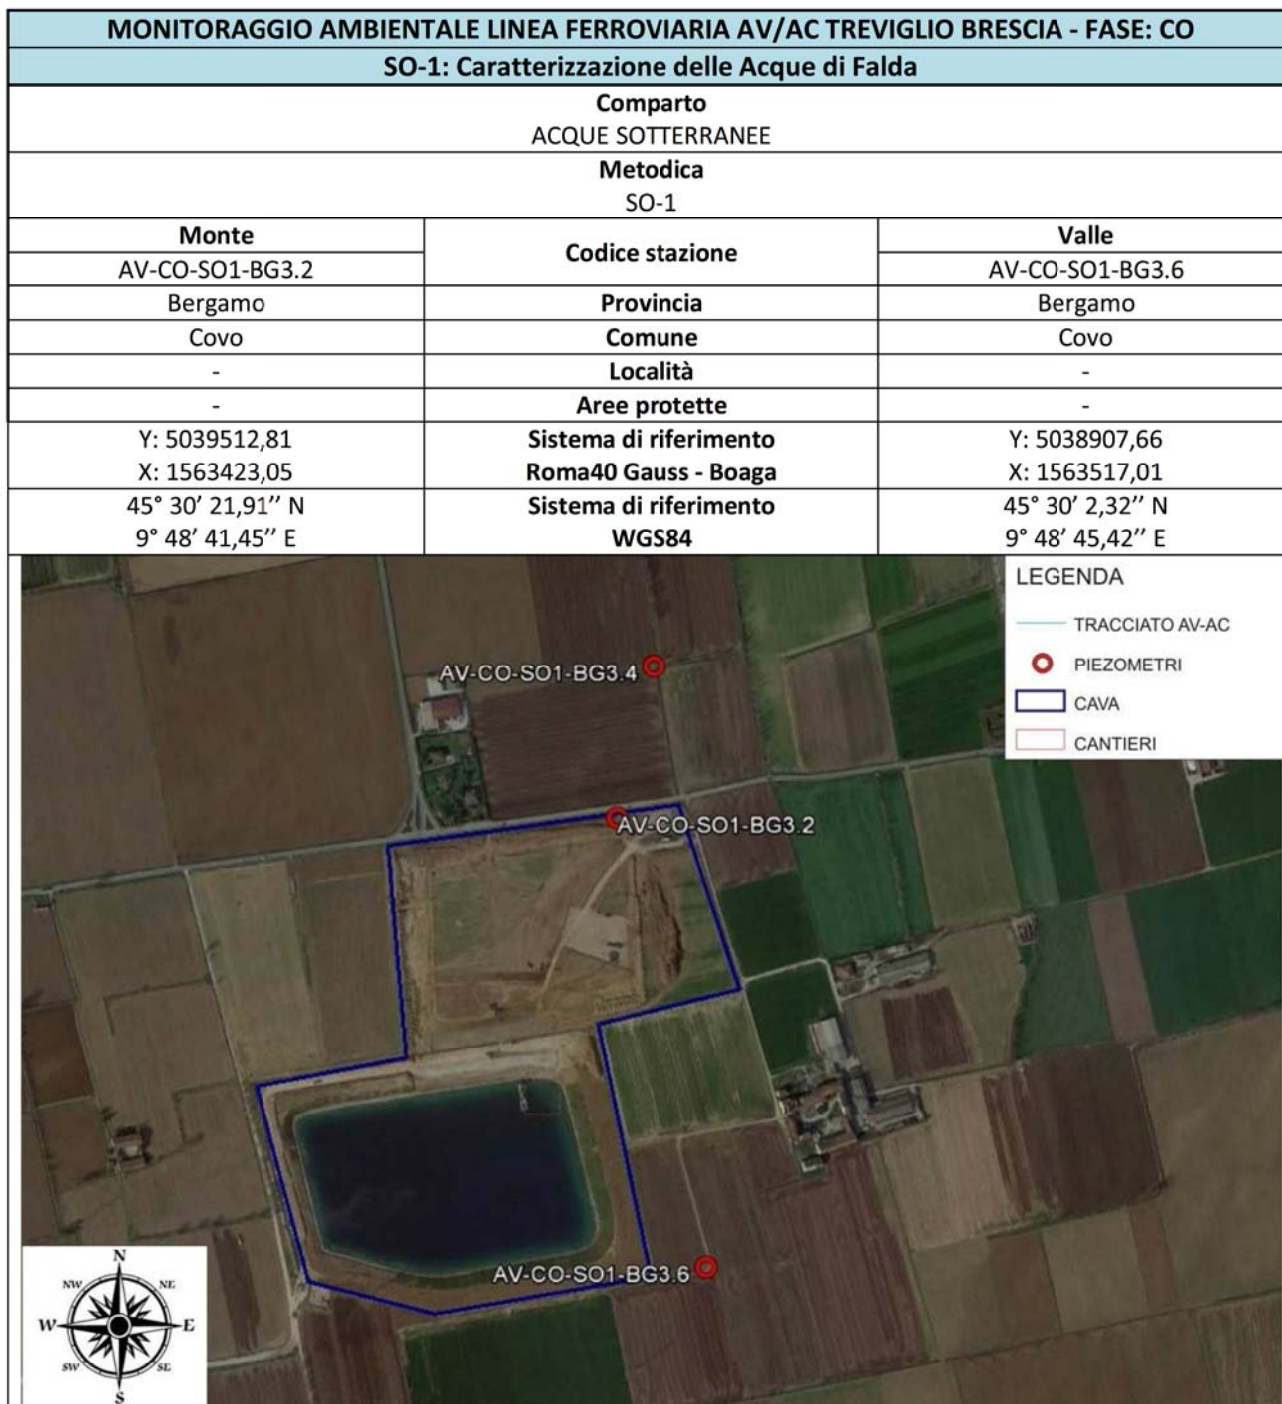 MONITORAGGIO AMBIENTALE LINEA FERROVIARIA AV/AC TREVIGLIO BRESCIA - FASE: CO
SO-1: Caratterizzazione delle Acque di Falda
Comparto
ACQUE SOTTERRANEE
Metodica
SO-1
Monte Codice stazione Valle
AV-CO-SO1-BG3.2 AV-CO-SO1-BG3.6
Bergamo Provincia Bergamo
Covo Comune Covo
- Località -
- Aree protette -
Y: 5039512,81 Sistema di riferimento Y: 5038907,66
X: 1563423,05 Roma40 Gauss - Boaga X: 1563517,01
45° 30’ 21,91’’ N Sistema di riferimento 45° 30’ 2,32’’ N
9° 48’ 41,45’’ E WGS84 9° 48’ 45,42’’ E
LEGENDA
TRACCIATO AV-AC
PIEZOMETRI
CAVA
CANTIERI
AV-CO-SO1-BG3.4
AV-CO-SO1-BG3.2
AV-CO-SO1-BG3.6
N
NW NE
W E
SW SE
S